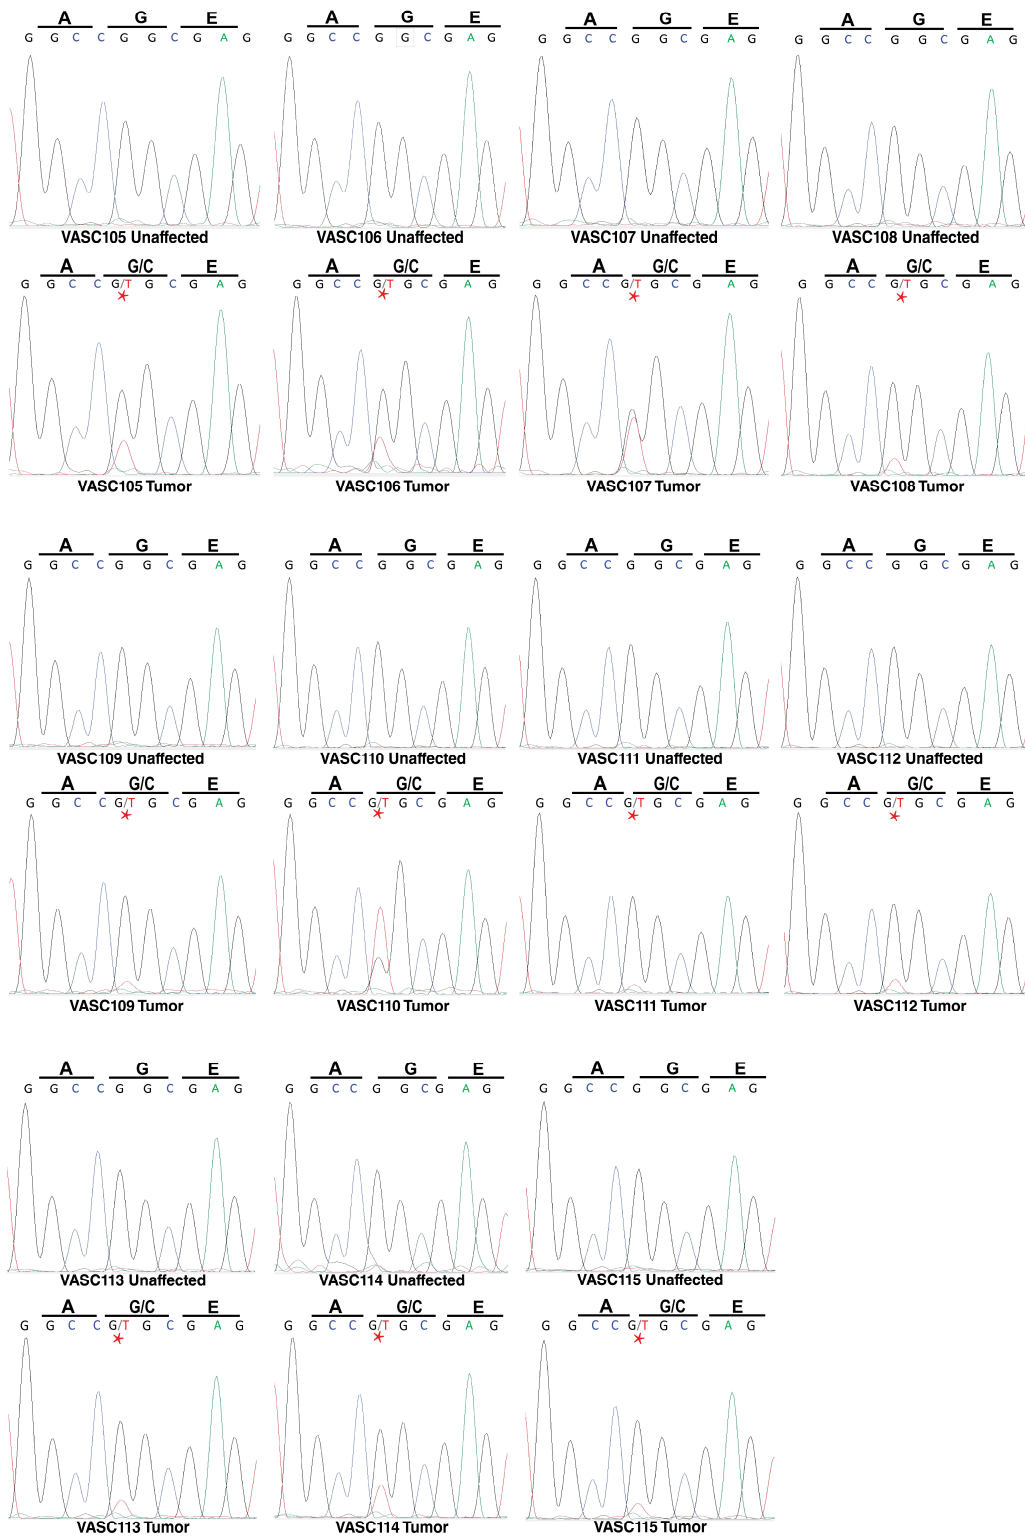 A G E A G E A G E A G E
G G C C G G C G A G G G C C G G C G A G G G C C G G C G A G G G C C G G C G A G
VASC105 Unaffected VASC106 Unaffected VASC107 Unaffected VASC108 Unaffected
A G/C E A G/C E A G/C E A G/C E
G G C C G/T G C G A G G G C C G/T G C G A G G G C C G/T G C G A G G G C C G/T G C G A G
VASC105 Tumor VASC106 Tumor VASC107 Tumor VASC108 Tumor
A G E A G E A G E A G E
G G C C G G C G A G G G C C G G C G A G G G C C G G C G A G G G C C G G C G A G
VASC109 Unaffected VASC110 Unaffected VASC111 Unaffected VASC112 Unaffected
A G/C E A G/C E A G/C E A G/C E
G G C C G/T G C G A G G G C C G/T G C G A G G G C C G/T G C G A G G G C C G/T G C G A G
VASC109 Tumor VASC110 Tumor VASC111 Tumor VASC112 Tumor
A G E A G E A G E
G G C C G G C G A G G G C C G G C G A G G G C C G G C G A G
VASC113 Unaffected VASC114 Unaffected VASC115 Unaffected
A G/C E A G/C E A G/C E
G G C C G/T G C G A G G G C C G/T G C G A G G G C C G/T G C G A G
VASC113 Tumor VASC114 Tumor VASC115 Tumor